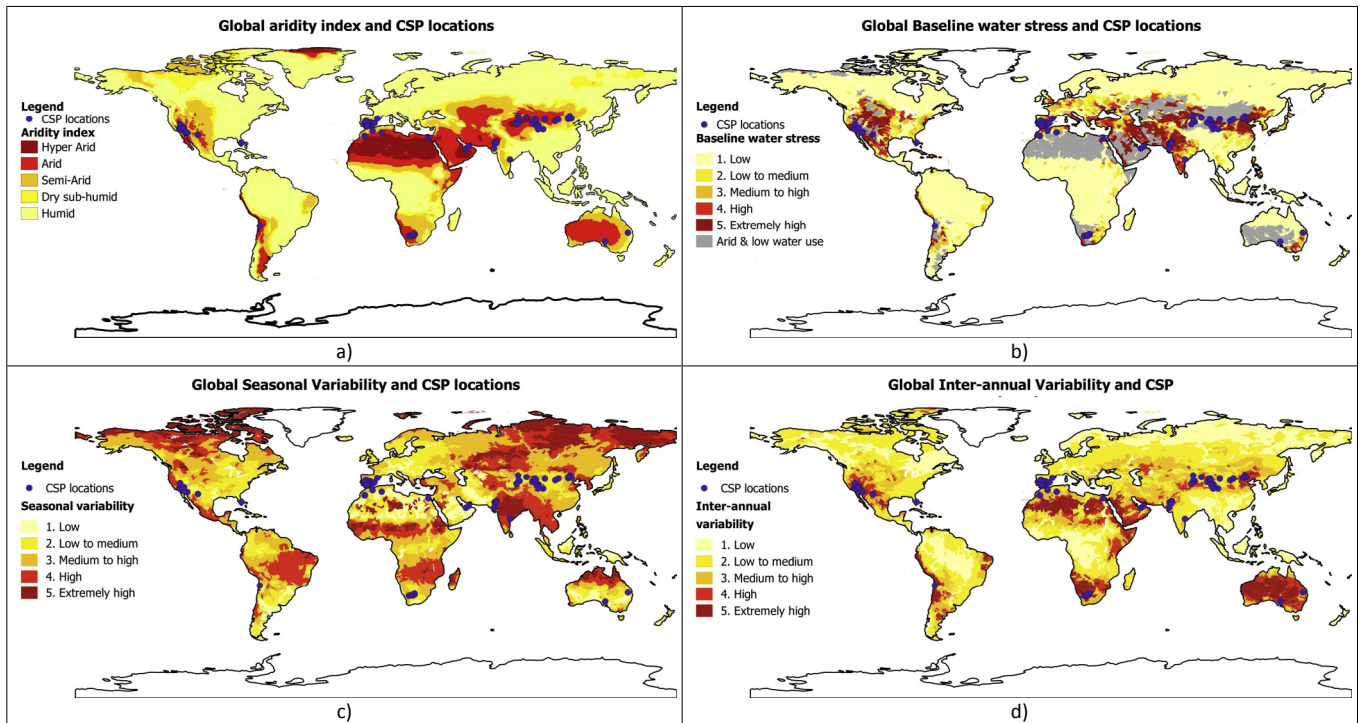 Global aridity index and CSP locations
Legend
CSP locations
Aridity index
Hyper Arid
Arid
Semi-Arid
Dry sub-humid
Humid
a)
Global Baseline water stress and CSP locations
Legend
CSP locations
Baseline water stress
1. Low
2. Low to medium
3. Medium to high
4. High
5. Extremely high
Arid & low water use
b)
Global Seasonal Variability and CSP locations
Legend
CSP locations
Seasonal variability
1. Low
2. Low to medium
3. Medium to high
4. High
5. Extremely high
c)
Global Inter-annual Variability and CSP
Legend
CSP locations
Inter-annual
variability
1. Low
2. Low to medium
3. Medium to high
4. High
5. Extremely high
d)